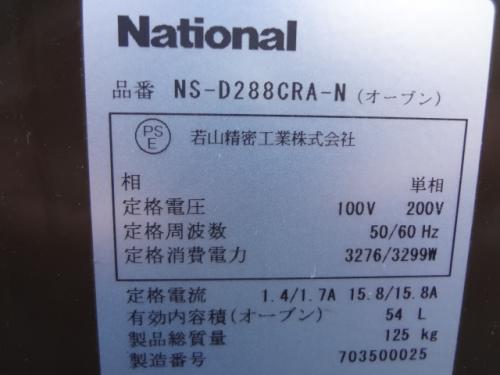 National
品番 NS-D288CRA-N (オーブン)
PS
E 若山精密工業株式会社
相 単相
定格電圧 100V 200V
定格周波数 50/60 Hz
定格消費電力 3276/3299W
定格電流 1.4/1.7A 15.8/15.8A
有効内容積(オーブン) 54 L
製品総質量 125 kg
製造番号 703500025